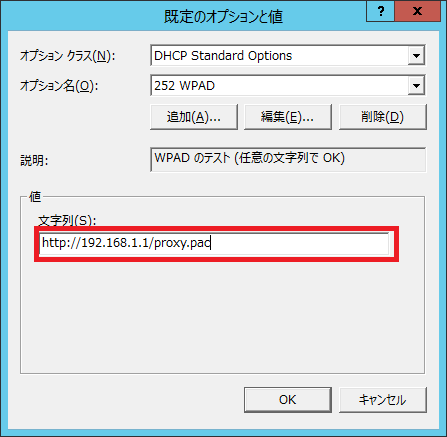 既定のオプションと値
?
オプション クラス(N):
DHCP Standard Options
オプション名(O):
252 WPAD
追加(A)...
編集(E)...
削除(D)
説明:
WPAD のテスト (任意の文字列で OK)
値
文字列(S):
http://192.168.1.1/proxy.pac
OK
キャンセル